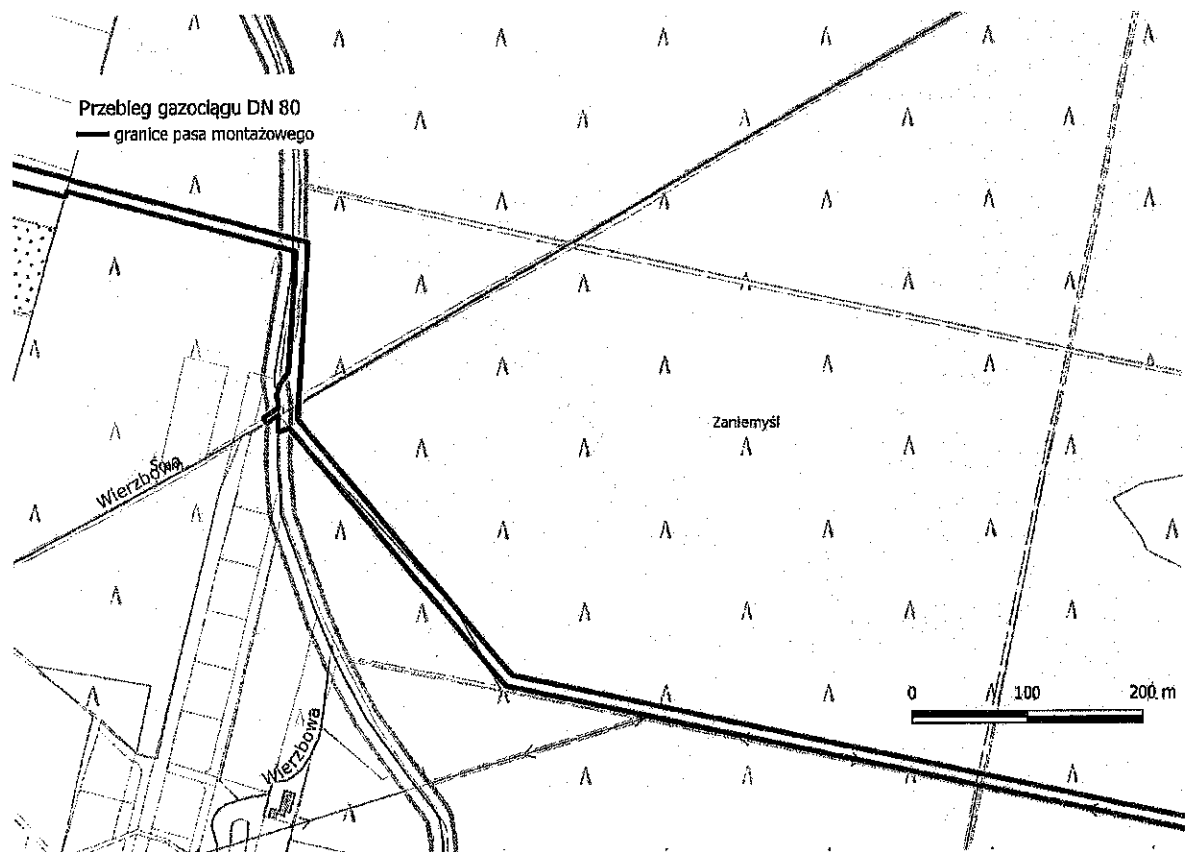 Przebieg gazociągu DN 80
granice pasa montażowego
Zaniemyśl
Wierzbowa
0 100 200 m
Wierzbowa